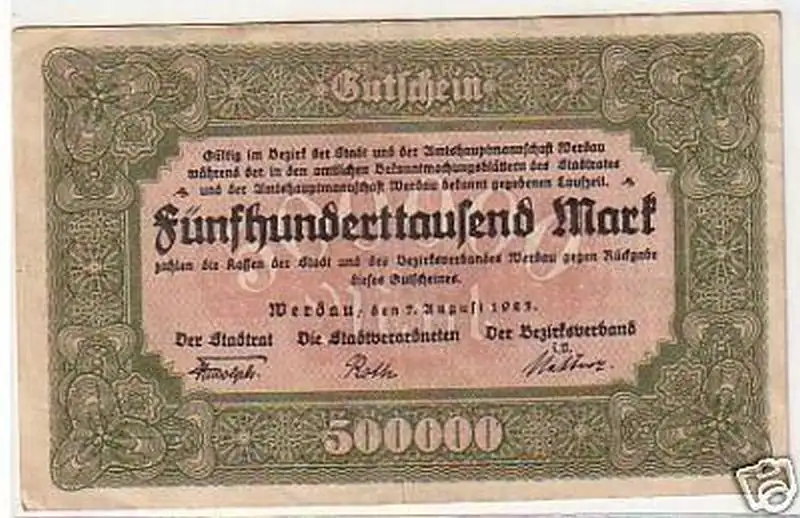 Gutschein
Gültig im Bezirk der Stadt und der Amtshauptmannschaft Werdau
während der in den amtlichen Bekanntmachungsblättern des Stadtrates
und der Amtshauptmannschaft Werdau bekannt gegebenen Laufzeit.
Fünfhunderttausend Mark
zahlen die Kassen der Stadt und des Bezirksverbandes Werdau gegen Rückgabe
dieses Gutscheines.
Werdau, den 7. August 1923.
Der Stadtrat Die Stadtverordneten Der Bezirksverband
i.V.
Roth
500000